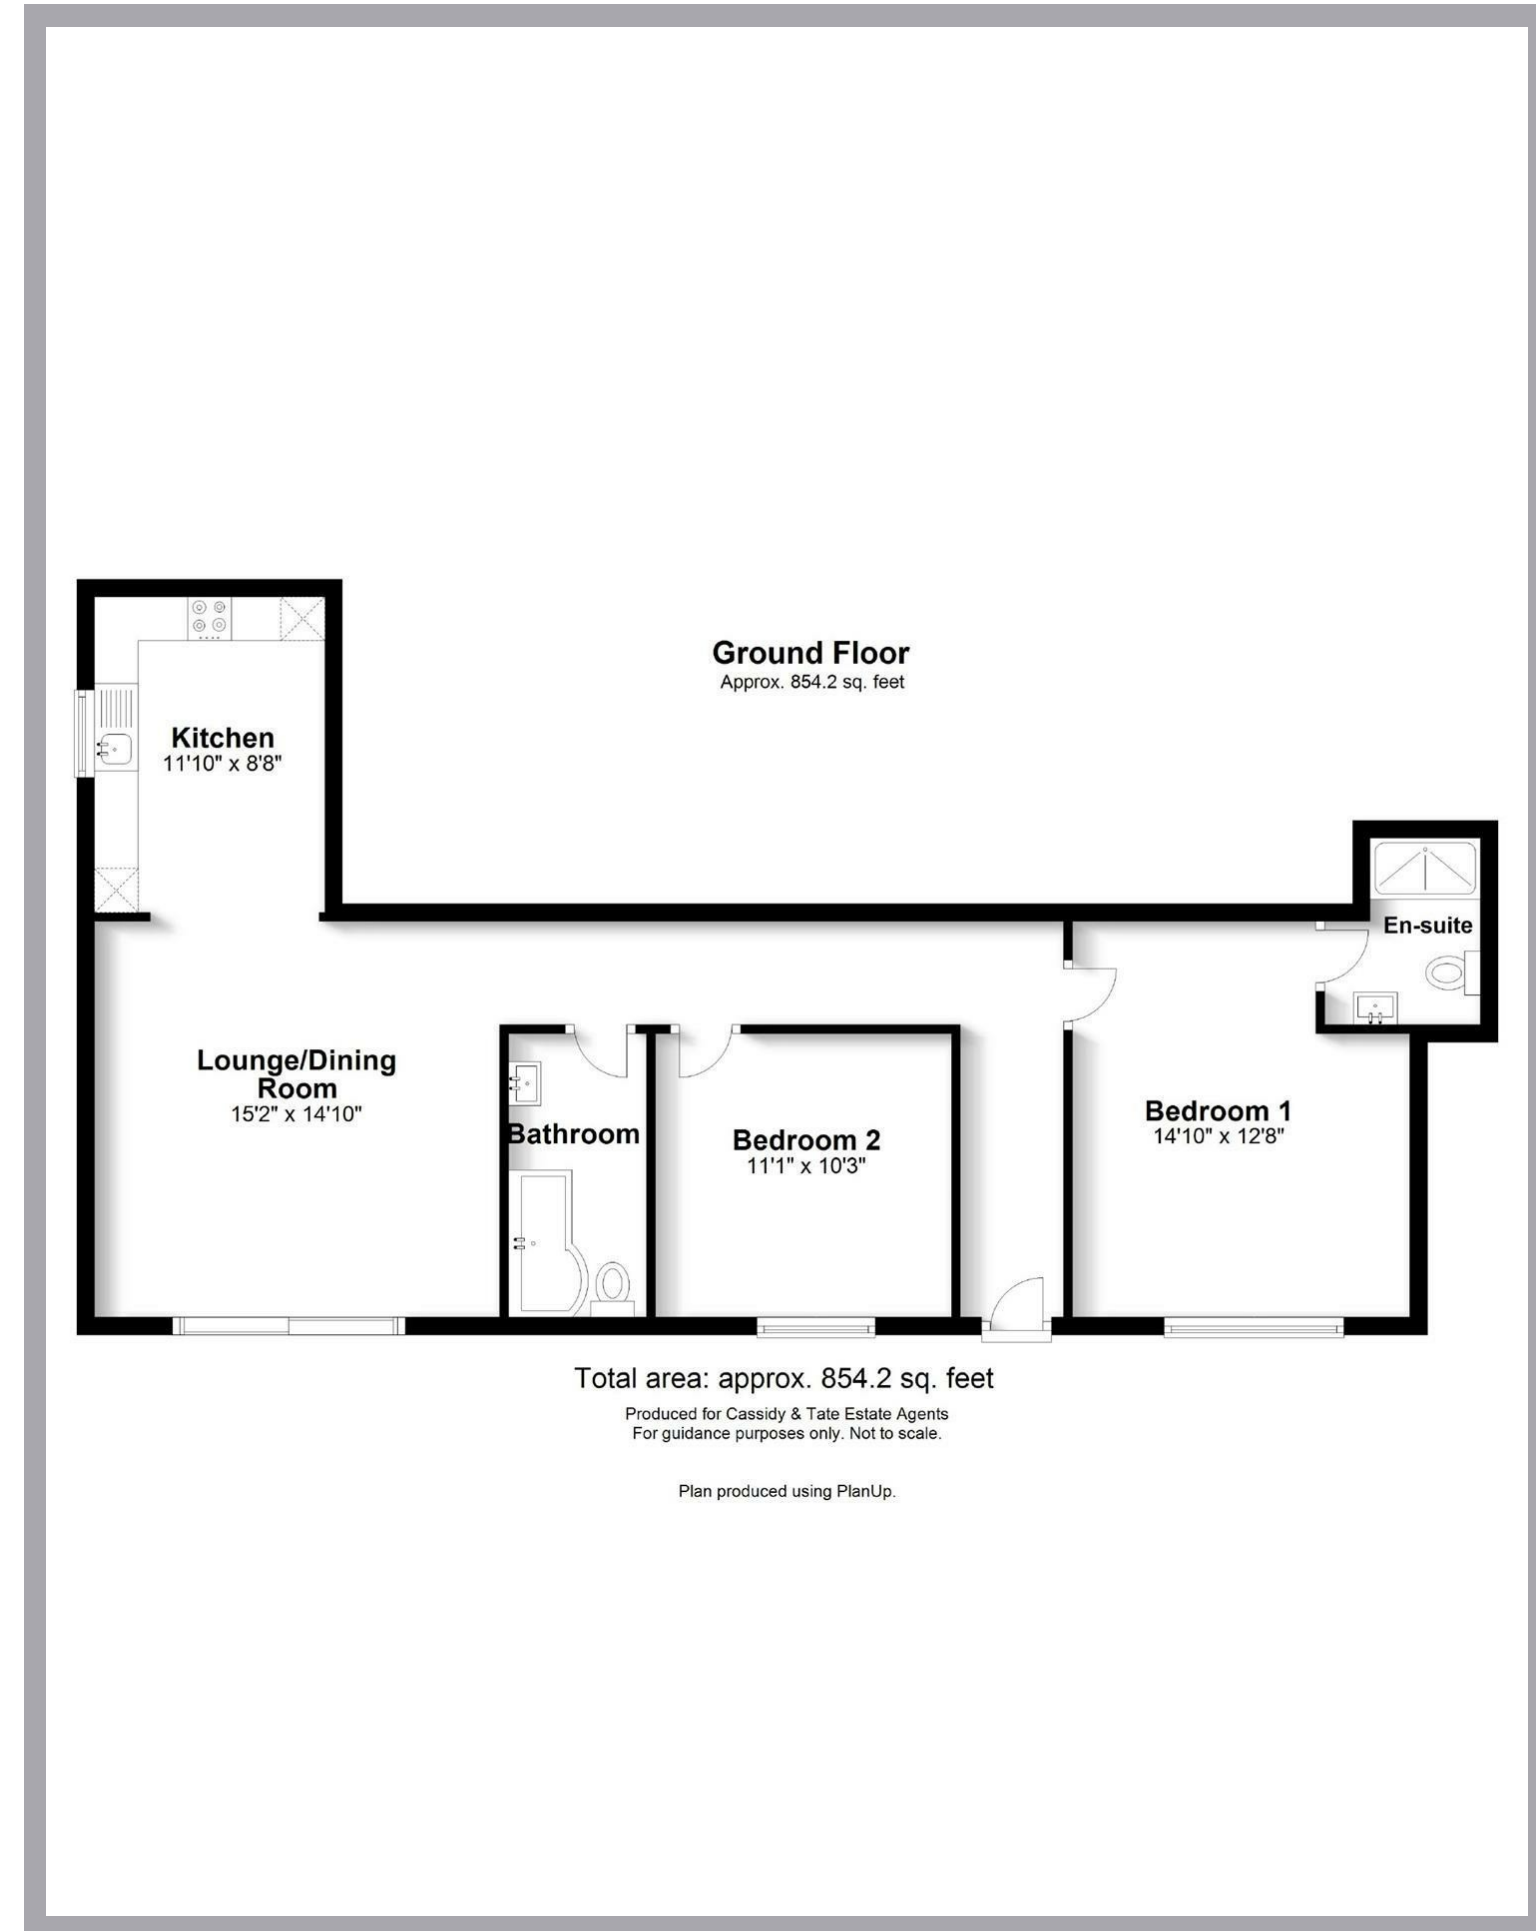 Ground Floor
Approx. 854.2 sq. feet
Kitchen
11'10" x 8'8"
En-suite
Lounge/Dining
Room
15'2" x 14'10"
Bathroom
Bedroom 2
11'1" x 10'3"
Bedroom 1
14'10" x 12'8"
Total area: approx. 854.2 sq. feet
Produced for Cassidy & Tate Estate Agents
For guidance purposes only. Not to scale.
Plan produced using PlanUp.